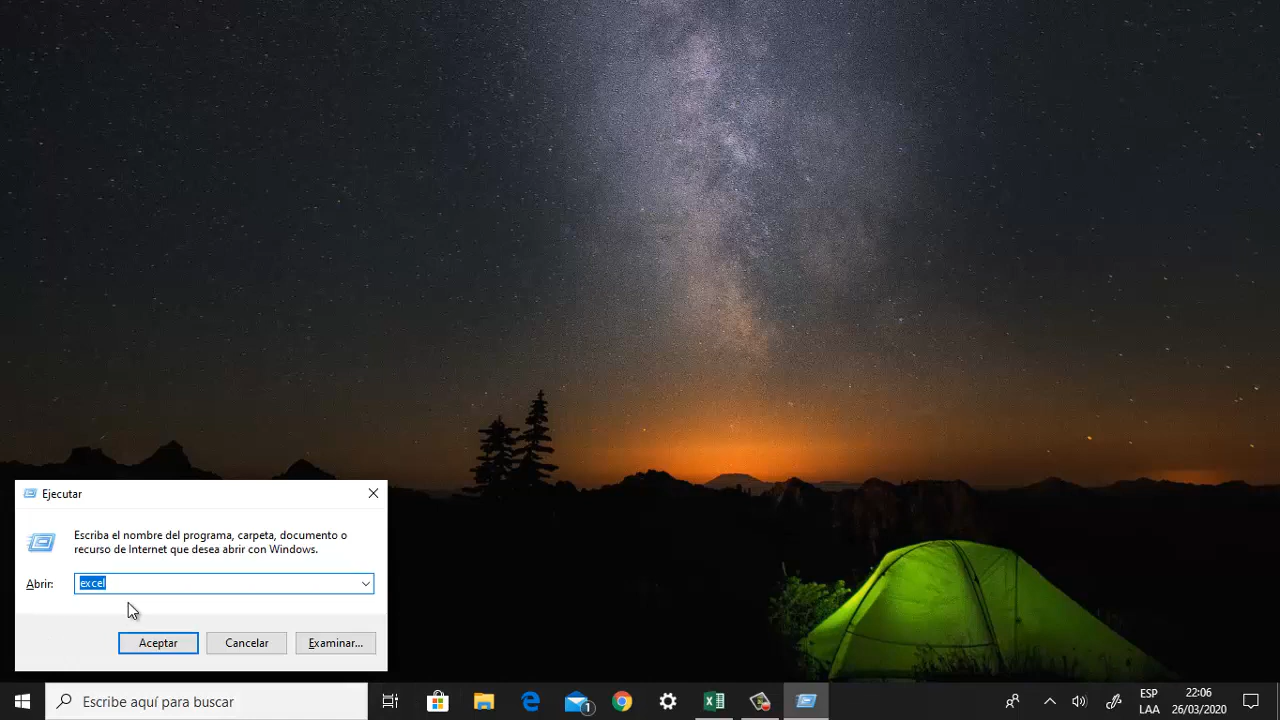 Ejecutar
Escriba el nombre del programa, carpeta, documento o
recurso de Internet que desea abrir con Windows.
Abrir: excel
Aceptar Cancelar Examinar...
Escribe aquí para buscar
1
ESP
LAA
22:06
26/03/2020